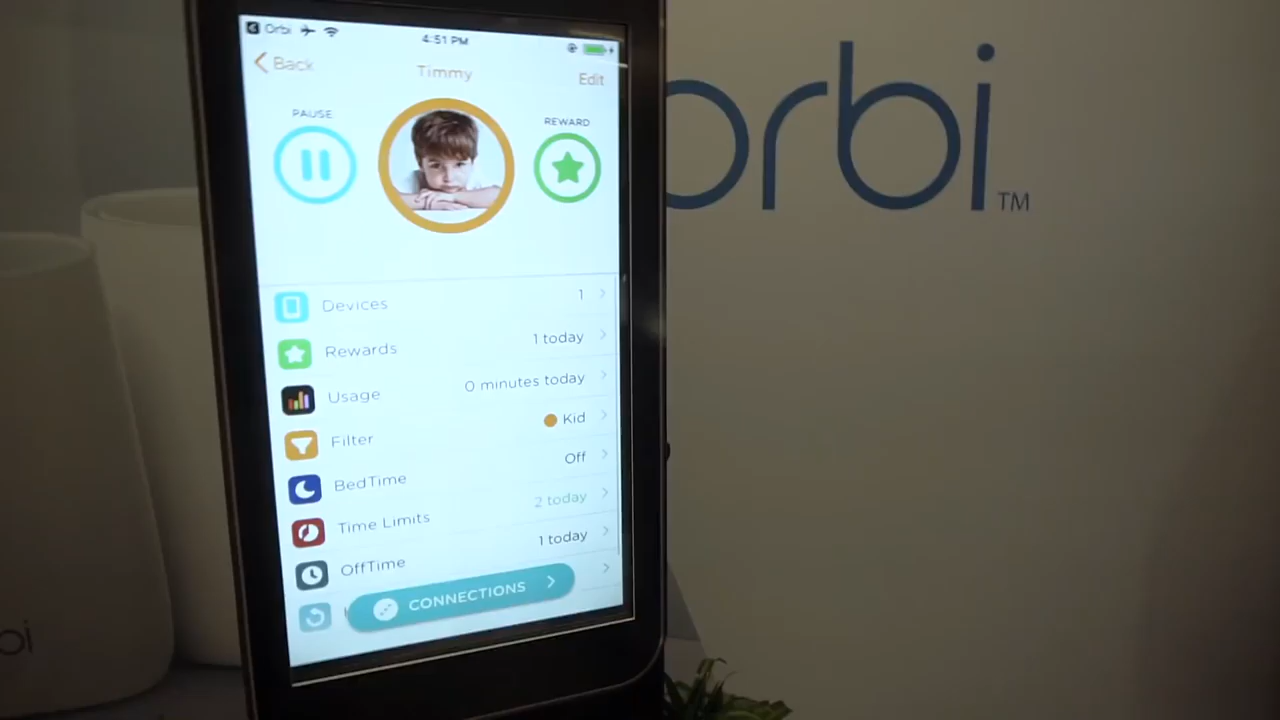 Orbi
4:51 PM
Back
Timmy
Edit
PAUSE
REWARD
Devices 1
Rewards 1 today
Usage 0 minutes today
Filter Kid
BedTime Off
Time Limits 2 today
OffTime 1 today
CONNECTIONS
orbi TM
bi